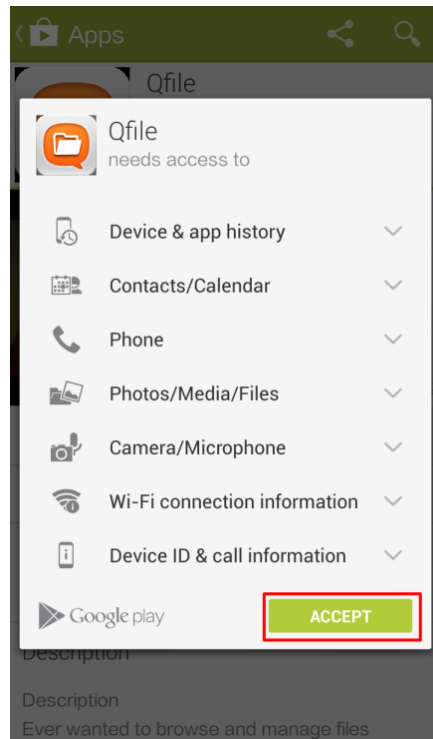 Apps
Qfile
Qfile
needs access to
Device & app history
Contacts/Calendar
Phone
Photos/Media/Files
Camera/Microphone
Wi-Fi connection information
Device ID & call information
Google play
ACCEPT
Description
Description
Ever wanted to browse and manage files